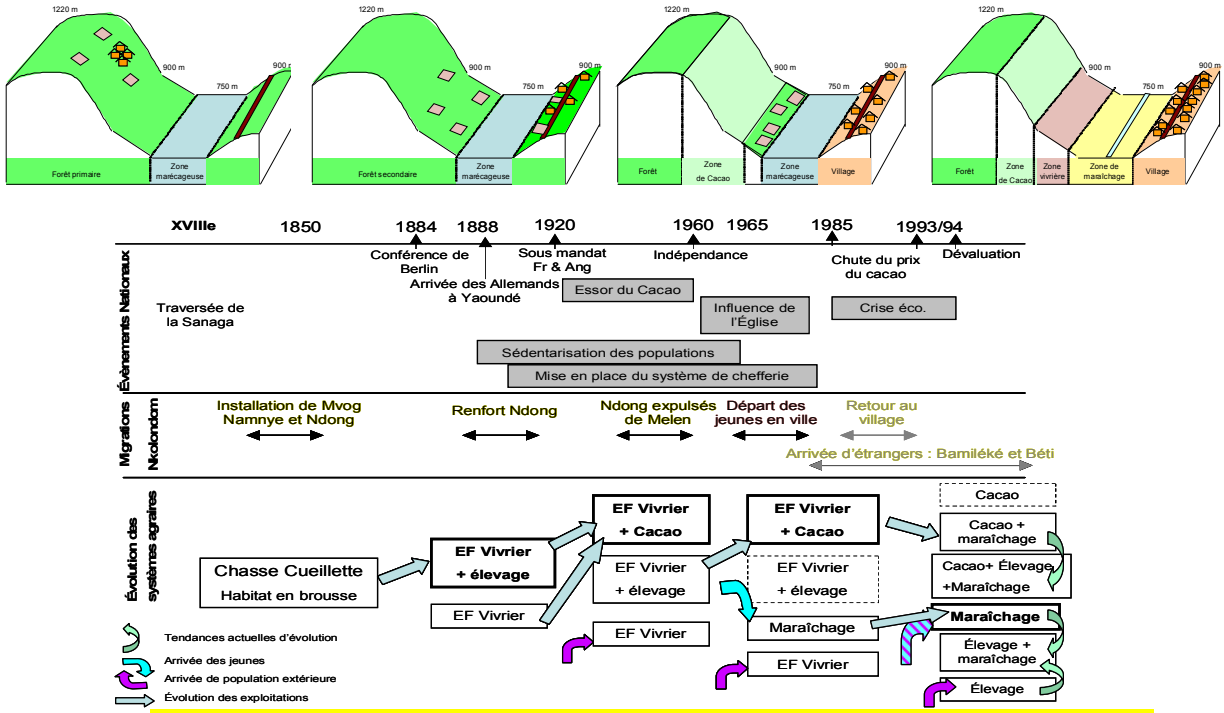 1220 m
900 m
750 m
900 m
Forêt primaire
Zone
marécageuse
1220 m
900 m
750 m
900 m
Forêt secondaire
Zone
marécageuse
1220 m
900 m
750 m
900 m
Forêt
Zone
de Cacao
Zone
marécageuse
Village
1220 m
900 m
750 m
900 m
Forêt
Zone
de Cacao
Zone
vivrière
Zone de
maraîchage
Village
XVIIIe
1850
1884
1888
1920
1960
1965
1985
1993/94
Évènements Nationaux
Conférence de
Berlin
Arrivée des Allemands
à Yaoundé
Sous mandat
Fr & Ang
Indépendance
Chute du prix
du cacao
Dévaluation
Traversée de
la Sanaga
Essor du Cacao
Influence de
l'Église
Crise éco.
Sédentarisation des populations
Mise en place du système de chefferie
Migrations
Nkolondom
Installation de Mvog
Namnye et Ndong
Renfort Ndong
Ndong expulsés
de Melen
Départ des
jeunes en ville
Retour au
village
Arrivée d'étrangers : Bamiléké et Béti
Évolution des
systèmes agraires
Chasse Cueillette
Habitat en brousse
EF Vivrier
+ élevage
EF Vivrier
EF Vivrier
+ Cacao
EF Vivrier
+ élevage
EF Vivrier
EF Vivrier
+ Cacao
EF Vivrier
+ élevage
Maraîchage
EF Vivrier
Cacao
Cacao +
maraîchage
Cacao+ Élevage
+Maraîchage
Maraîchage
Élevage +
maraîchage
Élevage
Tendances actuelles d'évolution
Arrivée des jeunes
Arrivée de population extérieure
Évolution des exploitations